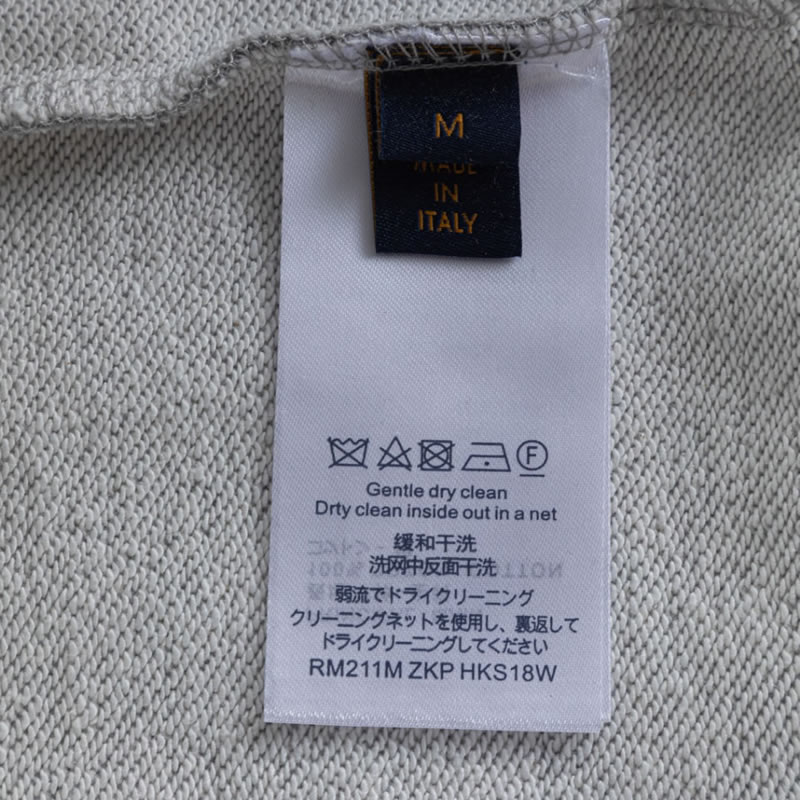 M
MADE
IN
ITALY
F
Gentle dry clean
Drty clean inside out in a net
缓和干洗
洗网中反面干洗
弱流でドライクリーニング
クリーニングネットを使用し、裏返して
ドライクリーニングしてください
RM211M ZKP HKS18W